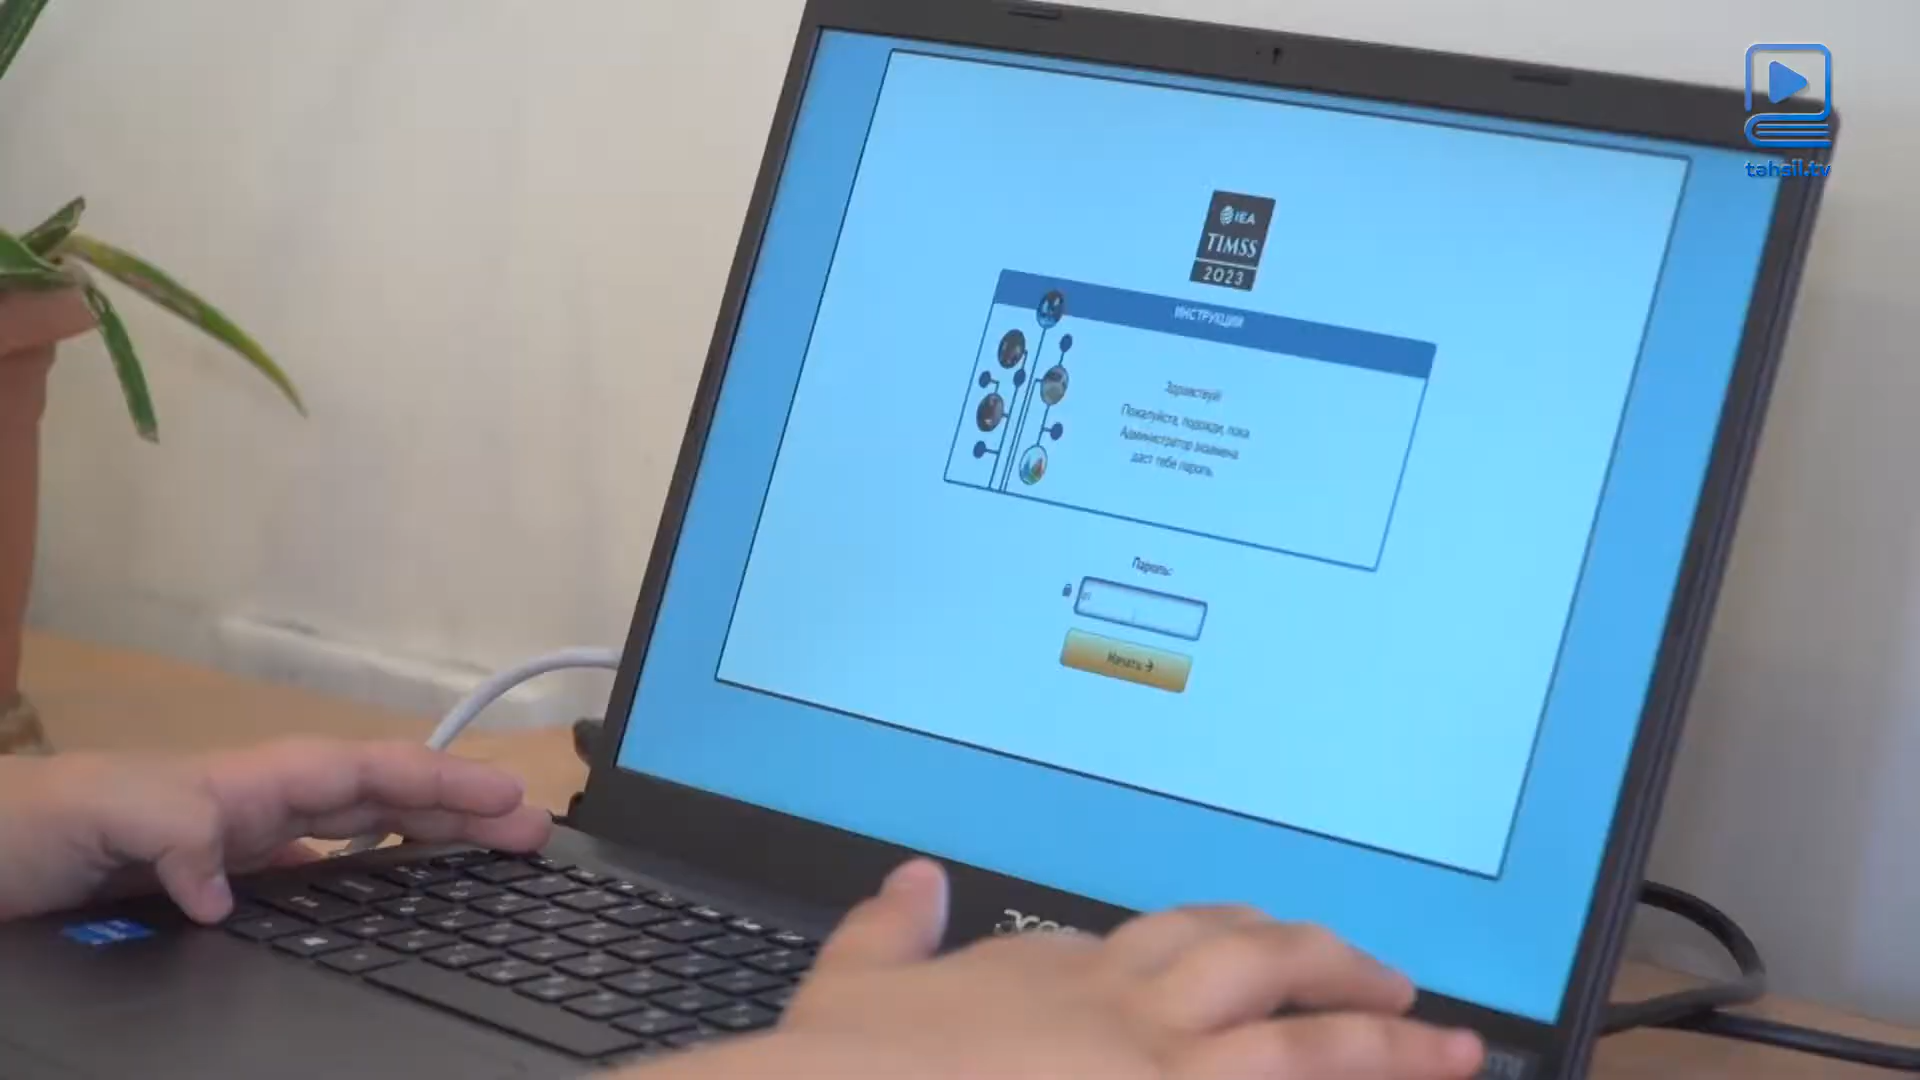 tahsil.tv
IEA
TIMSS
2023
ИНСТРУКЦИИ
Здравствуй!
Пожалуйста, подожди, пока
Администратор экзамена
даст тебе пароль.
Пароль:
Начать →
acer